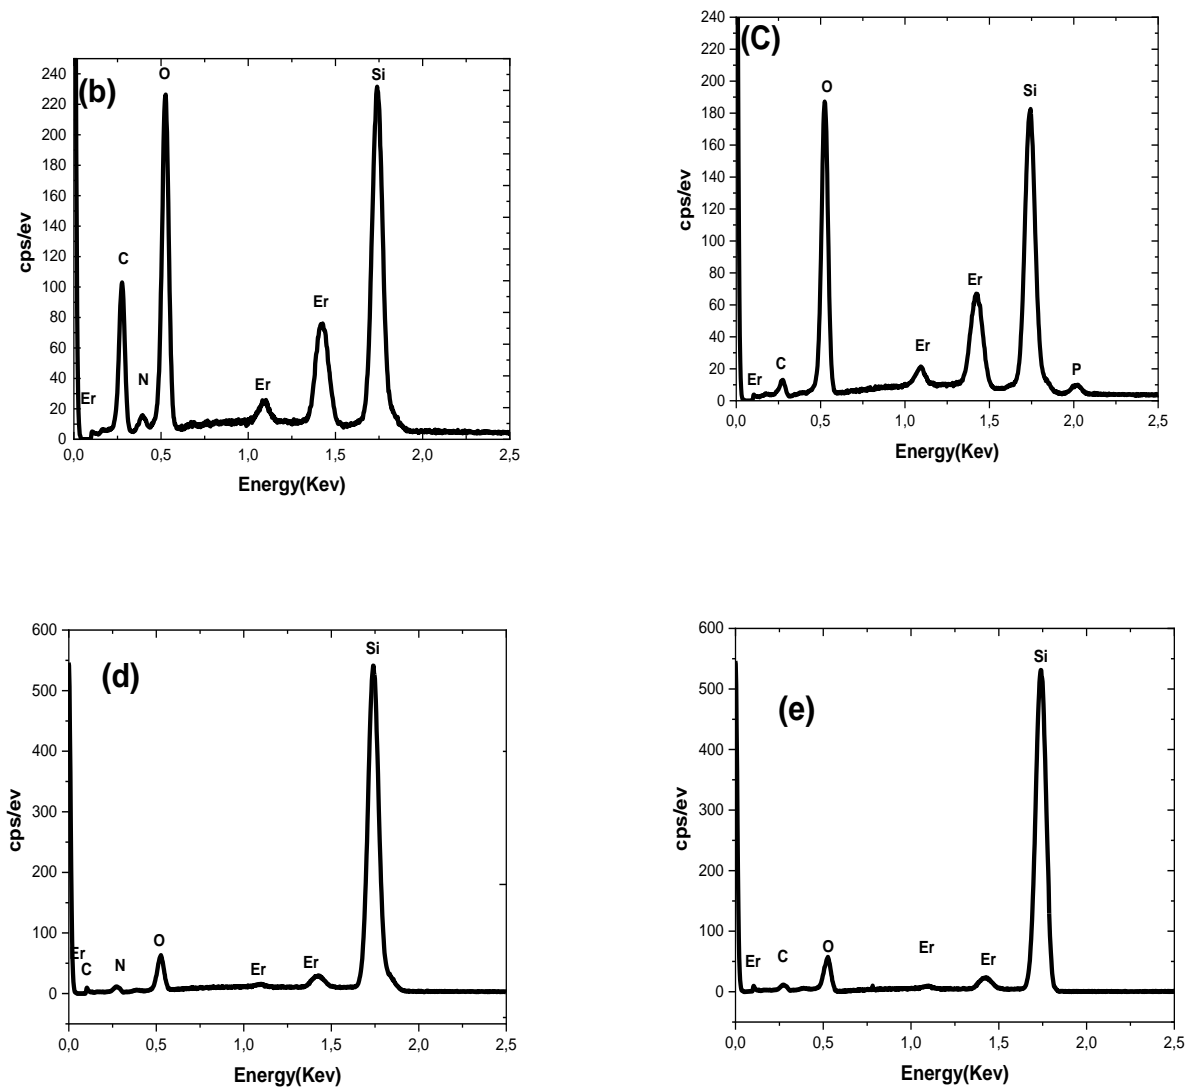 (b)
240
220
200
180
160
140
120
100
80
60
40
20
0
cps/ev
O
Si
C
N
Er
Er
Er
0,0 0,5 1,0 1,5 2,0 2,5
Energy(Kev)
(C)
240
220
200
180
160
140
120
100
80
60
40
20
0
cps/ev
O
Si
Er
Er
C
Er
P
0,0 0,5 1,0 1,5 2,0 2,5
Energy(Kev)
(d)
600
500
400
300
200
100
0
cps/ev
Si
Er
C
N
O
Er
Er
0,0 0,5 1,0 1,5 2,0 2,5
Energy(Kev)
(e)
600
500
400
300
200
100
0
cps/ev
Si
Er
C
O
Er
Er
0,0 0,5 1,0 1,5 2,0 2,5
Energy(Kev)